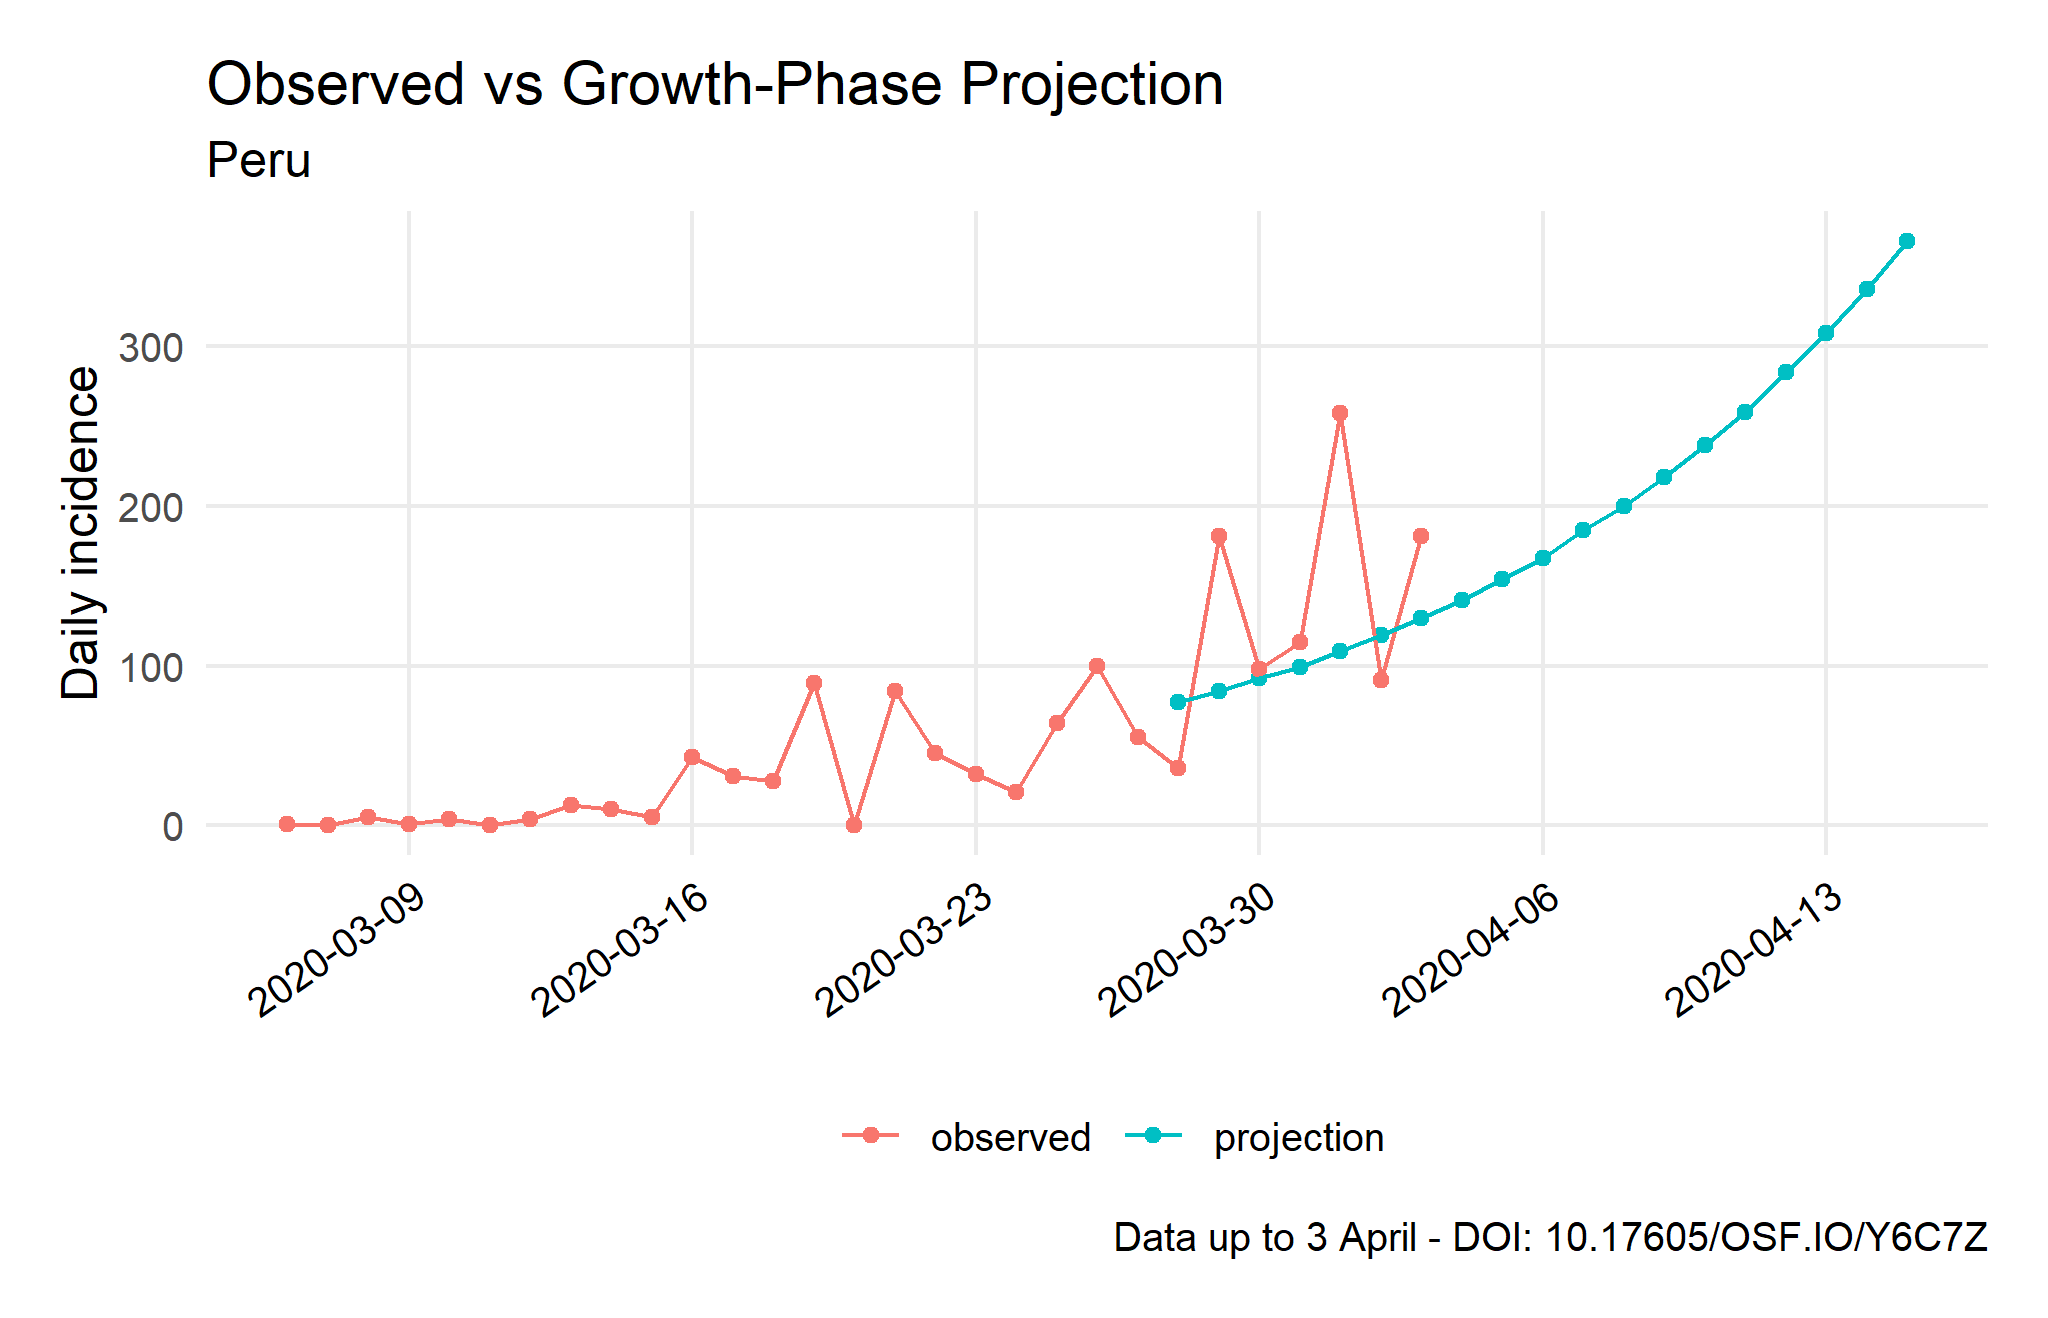 Observed vs Growth-Phase Projection
Peru
Daily incidence
300
200
100
0
2020-03-09
2020-03-16
2020-03-23
2020-03-30
2020-04-06
2020-04-13
observed
projection
Data up to 3 April - DOI: 10.17605/OSF.IO/Y6C7Z